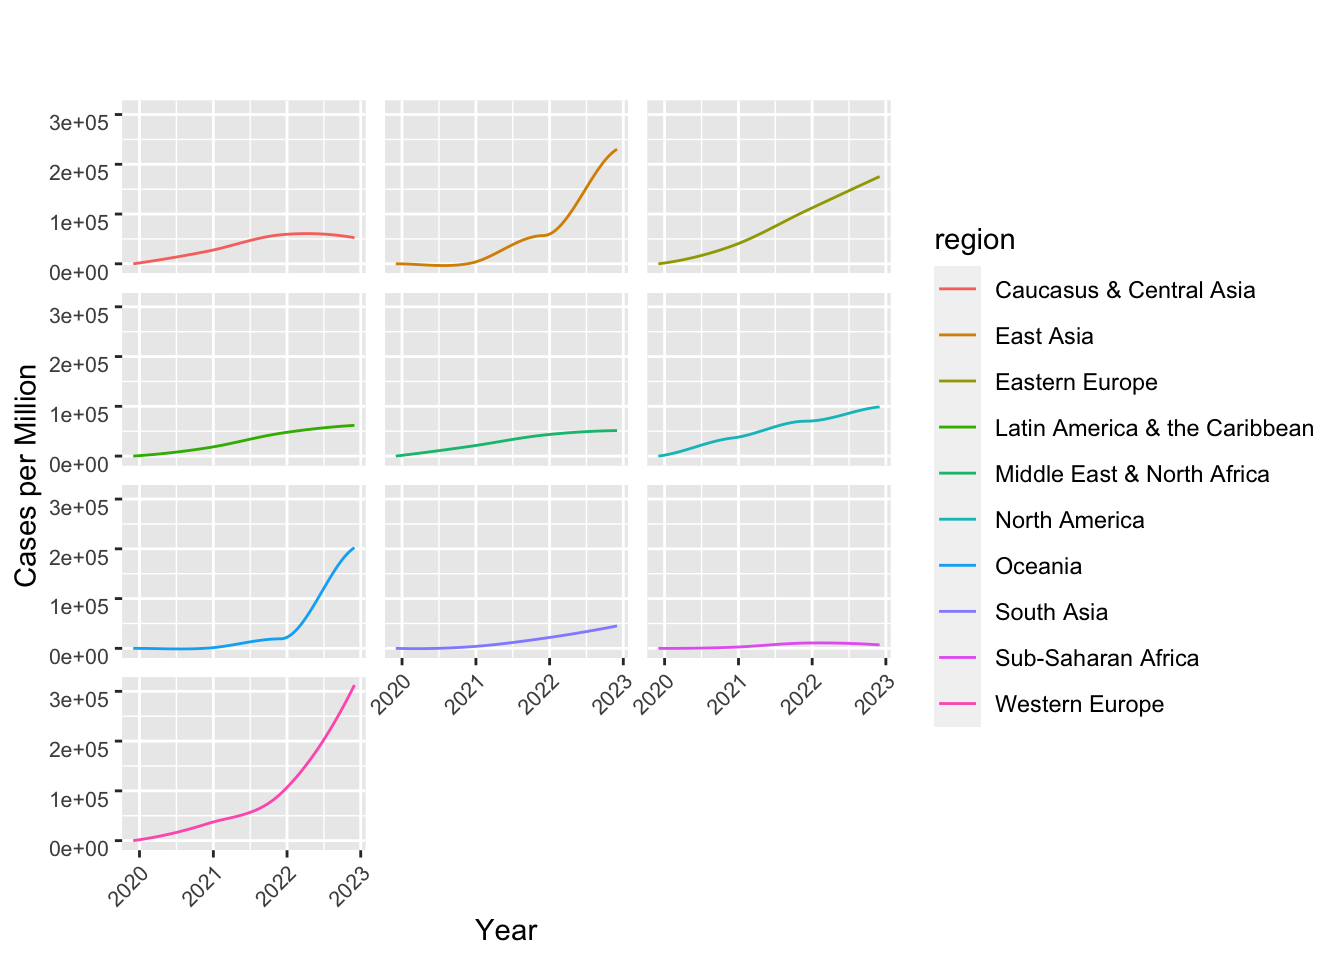 3e+05
2e+05
1e+05
0e+00
3e+05
2e+05
1e+05
0e+00
3e+05
2e+05
1e+05
0e+00
2020 2021 2022 2023 2020 2021 2022 2023
3e+05
2e+05
1e+05
0e+00
2020 2021 2022 2023
Cases per Million
Year
region
Caucasus & Central Asia
East Asia
Eastern Europe
Latin America & the Caribbean
Middle East & North Africa
North America
Oceania
South Asia
Sub-Saharan Africa
Western Europe